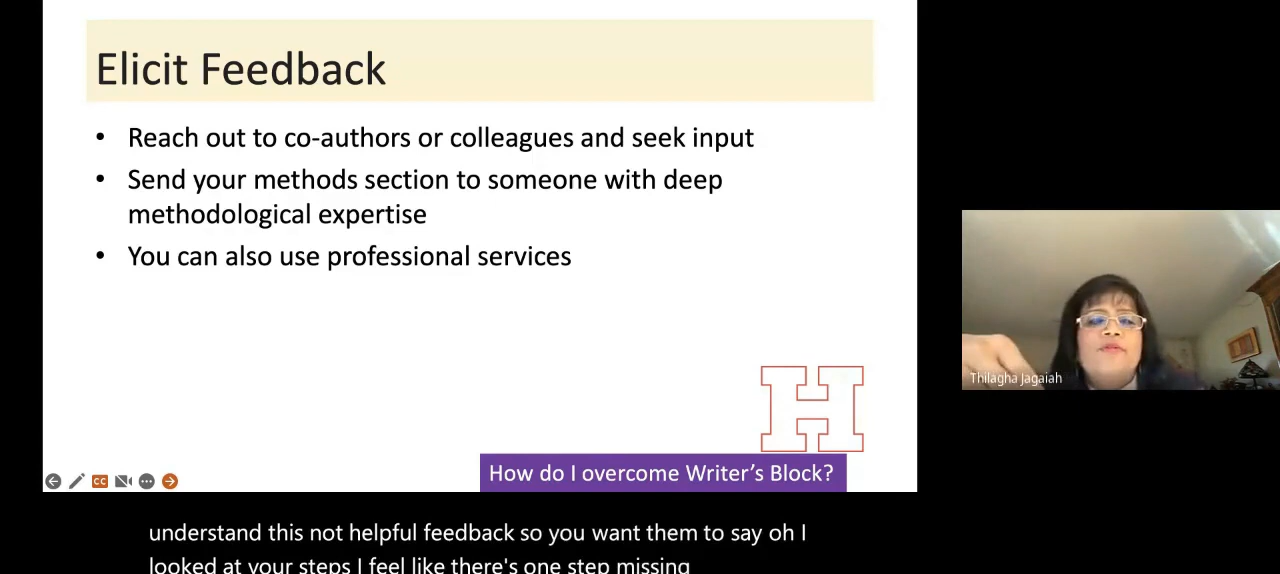 Elicit Feedback
• Reach out to co-authors or colleagues and seek input
• Send your methods section to someone with deep
methodological expertise
• You can also use professional services
H
How do I overcome Writer's Block?
CC
Thilagha Jagaiah
understand this not helpful feedback so you want them to say oh I
looked at your steps I feel like there's one step missing